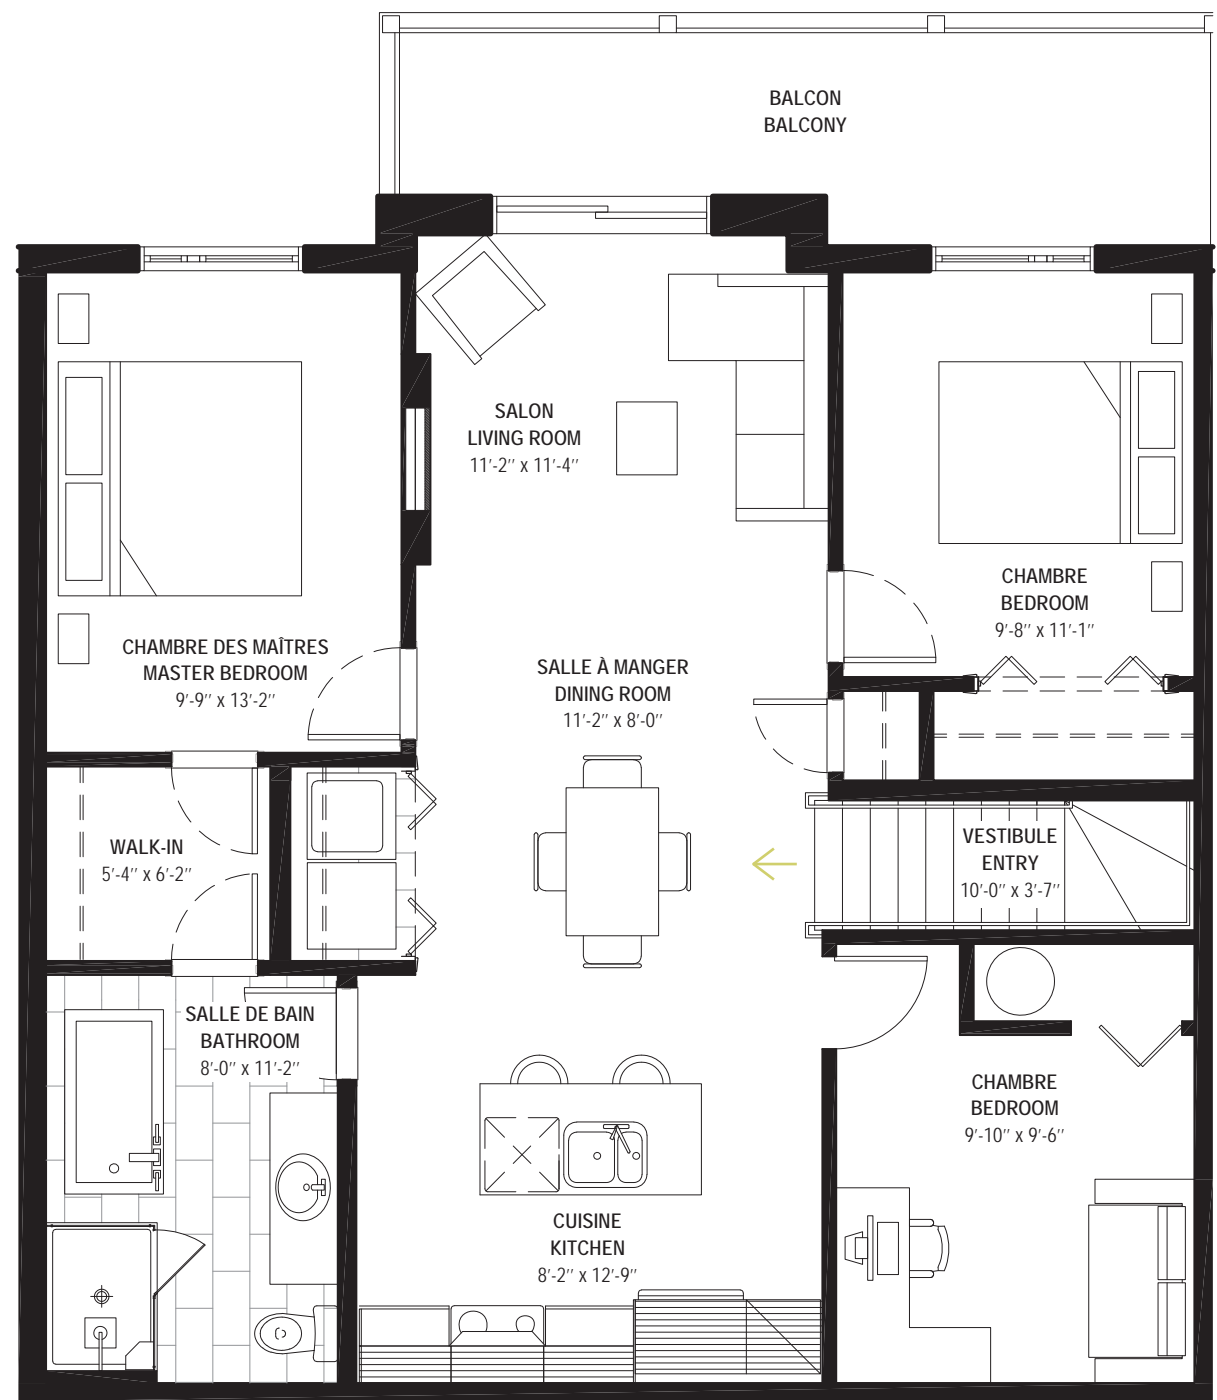 BALCON
BALCONY
SALON
LIVING ROOM
11'-2'' x 11'-4''
CHAMBRE
BEDROOM
9'-8'' x 11'-1''
CHAMBRE DES MAÎTRES
MASTER BEDROOM
9'-9'' x 13'-2''
SALLE À MANGER
DINING ROOM
11'-2'' x 8'-0''
WALK-IN
5'-4'' x 6'-2''
VESTIBULE
ENTRY
10'-0'' x 3'-7''
SALLE DE BAIN
BATHROOM
8'-0'' x 11'-2''
CHAMBRE
BEDROOM
9'-10'' x 9'-6''
CUISINE
KITCHEN
8'-2'' x 12'-9''